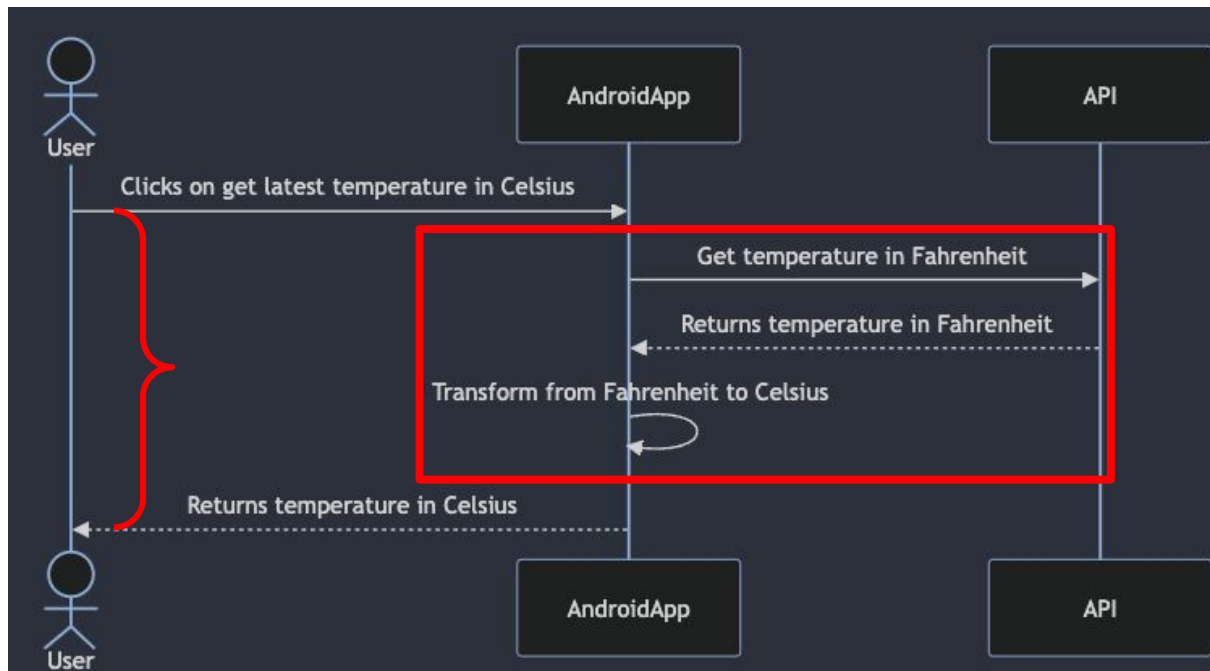 User
AndroidApp
API
Clicks on get latest temperature in Celsius
Get temperature in Fahrenheit
Returns temperature in Fahrenheit
Transform from Fahrenheit to Celsius
Returns temperature in Celsius
AndroidApp
API
User